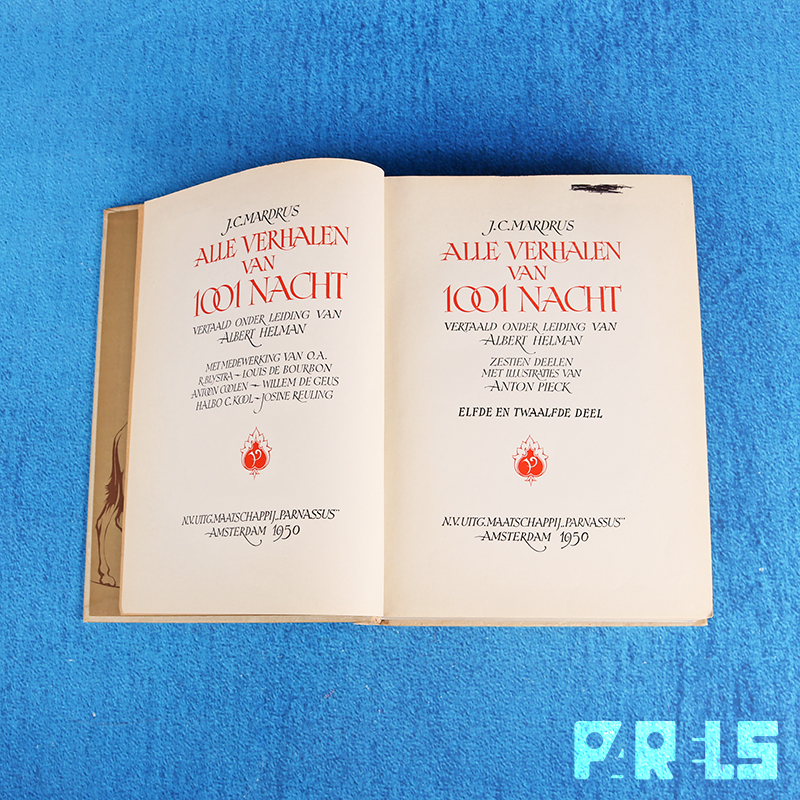 J.C. MARDRUS
ALLE VERHALEN
VAN
1001 NACHT
VERTAALD ONDER LEIDING VAN
ALBERT HELMAN
MET MEDEWERKING VAN O.A.
R. BLYSTRA – LOUIS DE BOURBON
ANTOON COOLEN – WILLEM DE GEUS
HALBO C. KOOL – JOSINE REULING
N.V. UITG. MAATSCHAPPIJ „PARNASSUS”
AMSTERDAM 1950
J.C. MARDRUS
ALLE VERHALEN
VAN
1001 NACHT
VERTAALD ONDER LEIDING VAN
ALBERT HELMAN
ZESTIEN DEELEN
MET ILLUSTRATIES VAN
ANTON PIECK
ELFDE EN TWAALFDE DEEL
N.V. UITG. MAATSCHAPPIJ „PARNASSUS”
AMSTERDAM 1950
PARELS